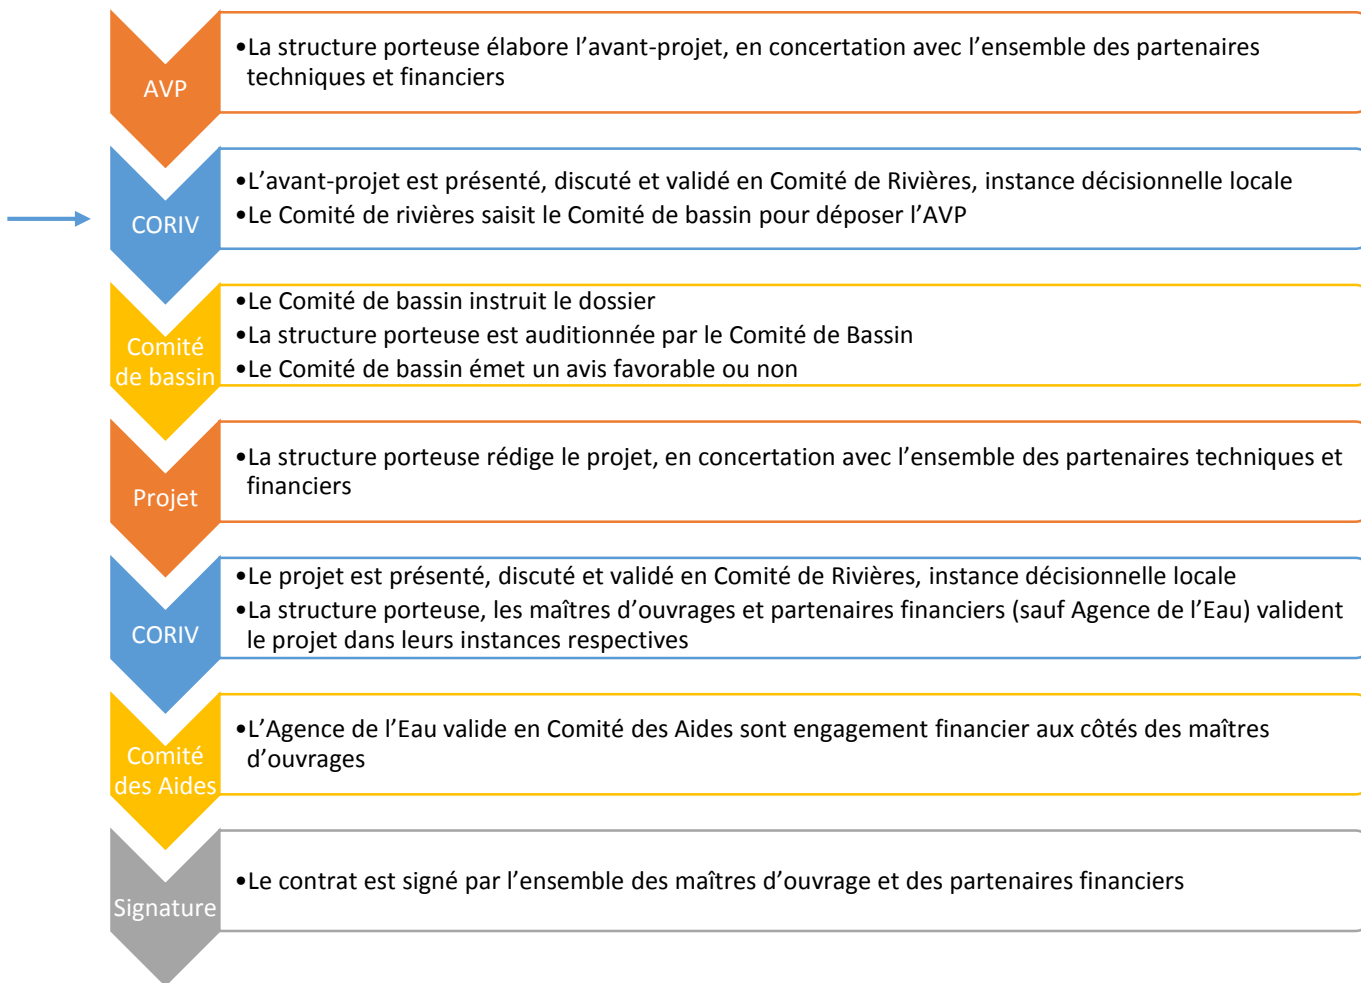 AVP
•La structure porteuse élabore l’avant-projet, en concertation avec l’ensemble des partenaires
techniques et financiers
CORIV
•L’avant-projet est présenté, discuté et validé en Comité de Rivières, instance décisionnelle locale
•Le Comité de rivières saisit le Comité de bassin pour déposer l’AVP
Comité
de bassin
•Le Comité de bassin instruit le dossier
•La structure porteuse est auditionnée par le Comité de Bassin
•Le Comité de bassin émet un avis favorable ou non
Projet
•La structure porteuse rédige le projet, en concertation avec l’ensemble des partenaires techniques et
financiers
CORIV
•Le projet est présenté, discuté et validé en Comité de Rivières, instance décisionnelle locale
•La structure porteuse, les maîtres d’ouvrages et partenaires financiers (sauf Agence de l’Eau) valident
le projet dans leurs instances respectives
Comité
des Aides
•L’Agence de l’Eau valide en Comité des Aides sont engagement financier aux côtés des maîtres
d’ouvrages
Signature
•Le contrat est signé par l’ensemble des maîtres d’ouvrage et des partenaires financiers